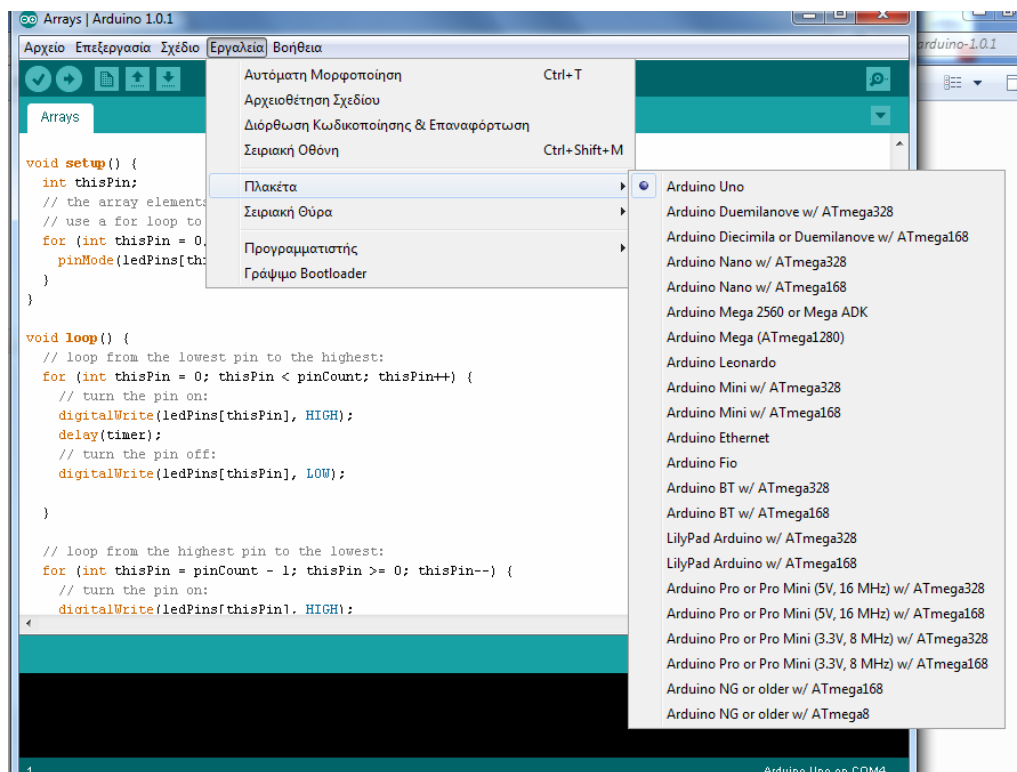 Arrays | Arduino 1.0.1
arduino-1.0.1
Αρχείο Επεξεργασία Σχέδιο Εργαλεία Βοήθεια
Arrays
Αυτόματη Μορφοποίηση Ctrl+T
Αρχειοθέτηση Σχεδίου
Διόρθωση Κωδικοποίησης & Επαναφόρτωση
Σειριακή Οθόνη Ctrl+Shift+M
Πλακέτα
Σειριακή Θύρα
Προγραμματιστής
Γράψιμο Bootloader
Arduino Uno
Arduino Duemilanove w/ ATmega328
Arduino Diecimila or Duemilanove w/ ATmega168
Arduino Nano w/ ATmega328
Arduino Nano w/ ATmega168
Arduino Mega 2560 or Mega ADK
Arduino Mega (ATmega1280)
Arduino Leonardo
Arduino Mini w/ ATmega328
Arduino Mini w/ ATmega168
Arduino Ethernet
Arduino Fio
Arduino BT w/ ATmega328
Arduino BT w/ ATmega168
LilyPad Arduino w/ ATmega328
LilyPad Arduino w/ ATmega168
Arduino Pro or Pro Mini (5V, 16 MHz) w/ ATmega328
Arduino Pro or Pro Mini (5V, 16 MHz) w/ ATmega168
Arduino Pro or Pro Mini (3.3V, 8 MHz) w/ ATmega328
Arduino Pro or Pro Mini (3.3V, 8 MHz) w/ ATmega168
Arduino NG or older w/ ATmega168
Arduino NG or older w/ ATmega8
void setup() {
int thisPin;
// the array elements
// use a for loop to
for (int thisPin = 0
pinMode(ledPins[th
}
}
void loop() {
// loop from the lowest pin to the highest:
for (int thisPin = 0; thisPin < pinCount; thisPin++) {
// turn the pin on:
digitalWrite(ledPins[thisPin], HIGH);
delay(timer);
// turn the pin off:
digitalWrite(ledPins[thisPin], LOW);
}
// loop from the highest pin to the lowest:
for (int thisPin = pinCount - 1; thisPin >= 0; thisPin--) {
// turn the pin on:
digitalWrite(ledPins[thisPin], HIGH);
1 Arduino Uno on COM4